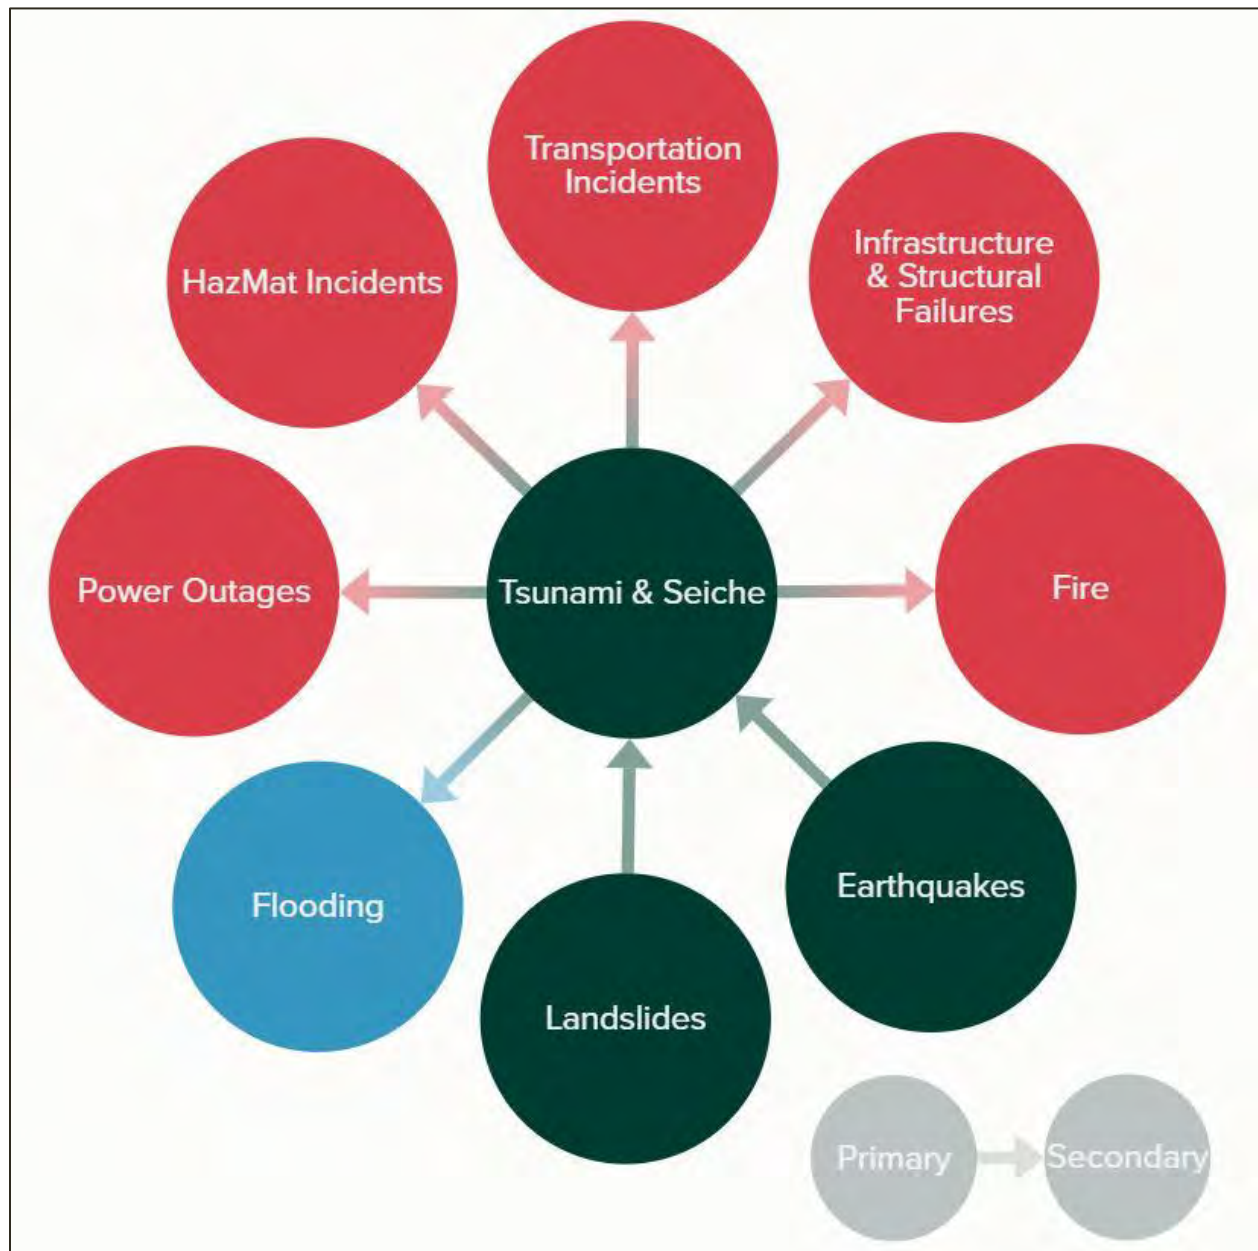 Transportation
Incidents
HazMat Incidents
Infrastructure
& Structural
Failures
Power Outages
Tsunami & Seiche
Fire
Flooding
Landslides
Earthquakes
Primary
Secondary